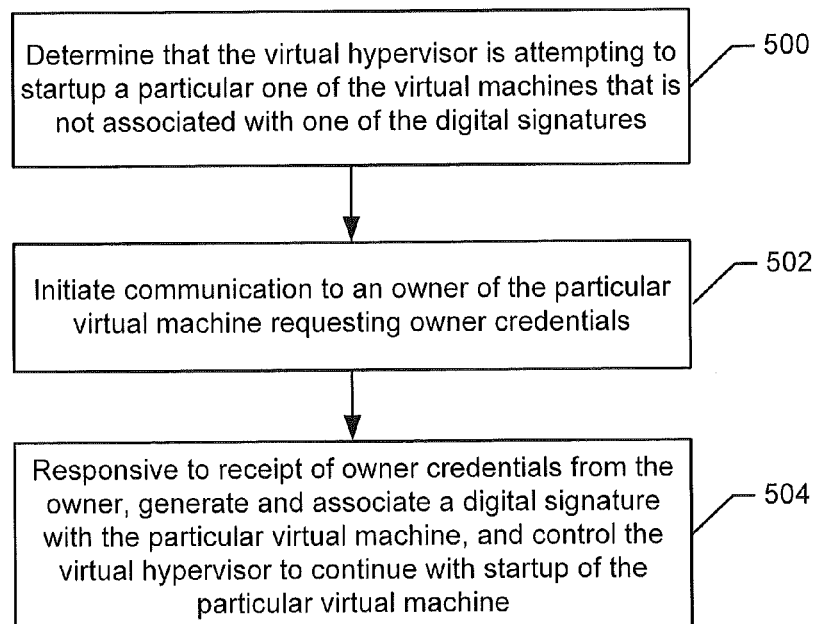 Determine that the virtual hypervisor is attempting to
startup a particular one of the virtual machines that is
not associated with one of the digital signatures
500
Initiate communication to an owner of the particular
virtual machine requesting owner credentials
502
Responsive to receipt of owner credentials from the
owner, generate and associate a digital signature
with the particular virtual machine, and control the
virtual hypervisor to continue with startup of the
particular virtual machine
504